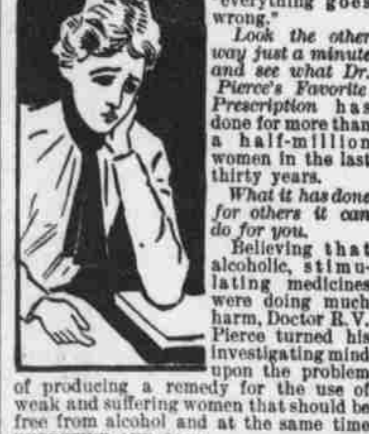 "everything goes
wrong."
Look the other
way just a minute
and see what Dr.
Pierce's Favorite
Prescription has
done for more than
a half-million
women in the last
thirty years.
What it has done
for others it can
do for you.
Believing that
alcoholic, stimu-
lating medicines
were doing much
harm, Doctor R. V.
Pierce turned his
investigating mind
upon the problem
of producing a remedy for the use of
weak and suffering women that should be
free from alcohol and at the same time